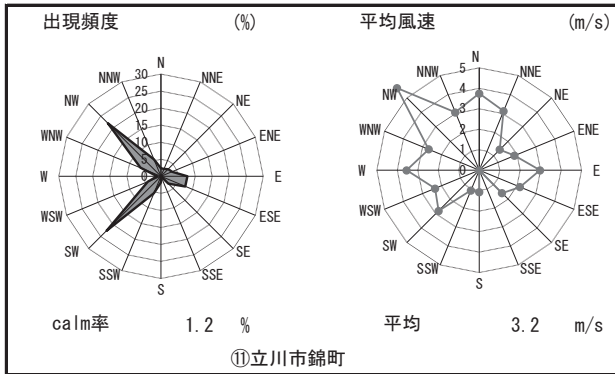 出現頻度 (%)
N
NNE
NE
ENE
E
ESE
SE
SSE
S
SSW
SW
WSW
W
WNW
NW
NNW
30
25
20
15
10
5
0
calm率 1.2 %
平均風速 (m/s)
N
NNE
NE
ENE
E
ESE
SE
SSE
S
SSW
SW
WSW
W
WNW
NW
NNW
5
4
3
2
1
0
平均 3.2 m/s
⑪立川市錦町